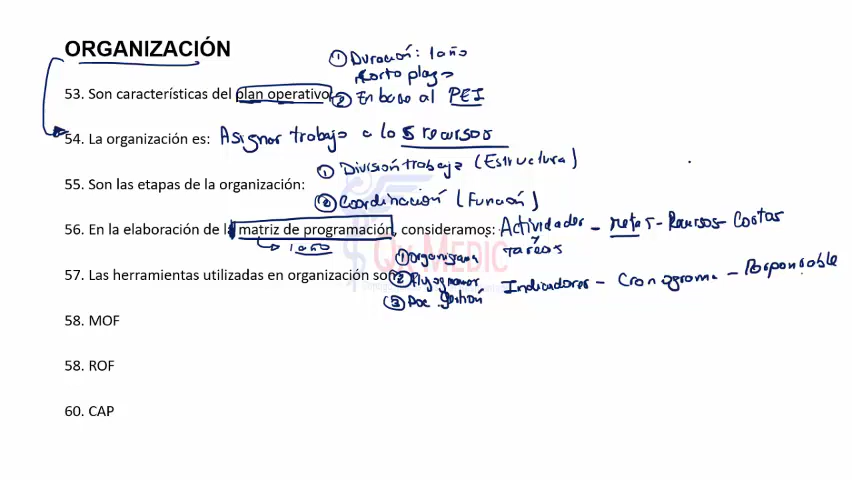 ORGANIZACIÓN
① Duración: 1 año
Corto plazo
53. Son características del plan operativo
② En base al PEI
54. La organización es: Asignar trabajo a los recursos
① División trabajo (Estructura)
55. Son las etapas de la organización:
② Coordinación (Función)
56. En la elaboración de la matriz de programación, consideramos: Actividades - metas - Recursos - Costos
y tareas
1 año
① Organigrama
57. Las herramientas utilizadas en organización son:
② Flujogramas
Indicadores - Cronograma - Responsable
③ Doc. gestión
QX MEDIC
58. MOF
58. ROF
60. CAP